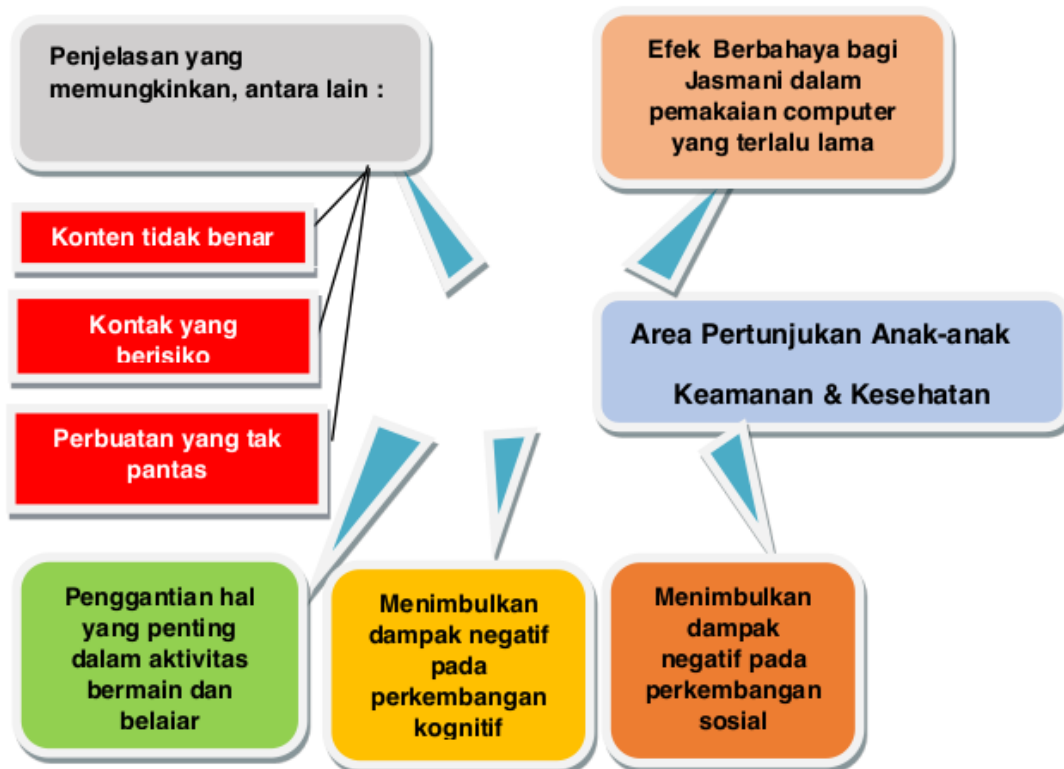 Penjelasan yang
memungkinkan, antara lain :
Efek Berbahaya bagi
Jasmani dalam
pemakaian computer
yang terlalu lama
Konten tidak benar
Kontak yang
berisiko
Perbuatan yang tak
pantas
Area Pertunjukan Anak-anak
Keamanan & Kesehatan
Penggantian hal
yang penting
dalam aktivitas
bermain dan
belajar
Menimbulkan
dampak negatif
pada
perkembangan
kognitif
Menimbulkan
dampak
negatif pada
perkembangan
sosial